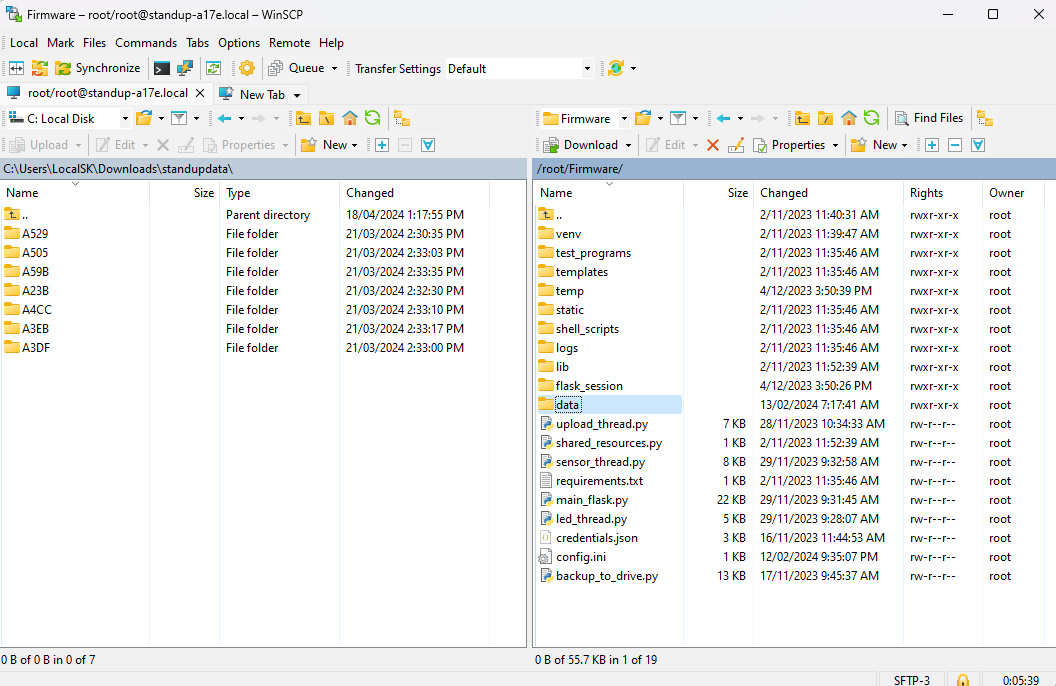 Firmware – root/root@standup-a17e.local – WinSCP
Local Mark Files Commands Tabs Options Remote Help
Synchronize Queue Transfer Settings Default
root/root@standup-a17e.local New Tab
C: Local Disk
Upload Edit Properties New
C:\Users\LocalSK\Downloads\standupdata\
Name Size Type Changed
.. Parent directory 18/04/2024 1:17:55 PM
A529 File folder 21/03/2024 2:30:35 PM
A505 File folder 21/03/2024 2:33:03 PM
A59B File folder 21/03/2024 2:33:35 PM
A23B File folder 21/03/2024 2:32:30 PM
A4CC File folder 21/03/2024 2:33:10 PM
A3EB File folder 21/03/2024 2:33:17 PM
A3DF File folder 21/03/2024 2:33:00 PM
0 B of 0 B in 0 of 7
Firmware Find Files
Download Edit Properties New
/root/Firmware/
Name Size Changed Rights Owner
.. 2/11/2023 11:40:31 AM rwxr-xr-x root
venv 2/11/2023 11:39:47 AM rwxr-xr-x root
test_programs 2/11/2023 11:35:46 AM rwxr-xr-x root
templates 2/11/2023 11:35:46 AM rwxr-xr-x root
temp 4/12/2023 3:50:39 PM rwxr-xr-x root
static 2/11/2023 11:35:46 AM rwxr-xr-x root
shell_scripts 2/11/2023 11:35:46 AM rwxr-xr-x root
logs 2/11/2023 11:35:46 AM rwxr-xr-x root
lib 2/11/2023 11:52:39 AM rwxr-xr-x root
flask_session 4/12/2023 3:50:26 PM rwxr-xr-x root
data 13/02/2024 7:17:41 AM rwxr-xr-x root
upload_thread.py 7 KB 28/11/2023 10:34:33 AM rw-r--r-- root
shared_resources.py 1 KB 2/11/2023 11:52:39 AM rw-r--r-- root
sensor_thread.py 8 KB 29/11/2023 9:32:58 AM rw-r--r-- root
requirements.txt 1 KB 2/11/2023 11:35:46 AM rw-r--r-- root
main_flask.py 22 KB 29/11/2023 9:31:45 AM rw-r--r-- root
led_thread.py 5 KB 29/11/2023 9:28:07 AM rw-r--r-- root
credentials.json 3 KB 16/11/2023 11:44:53 AM rw-r--r-- root
config.ini 1 KB 12/02/2024 9:35:07 PM rw-r--r-- root
backup_to_drive.py 13 KB 17/11/2023 9:45:37 AM rw-r--r-- root
0 B of 55.7 KB in 1 of 19
SFTP-3 0:05:39